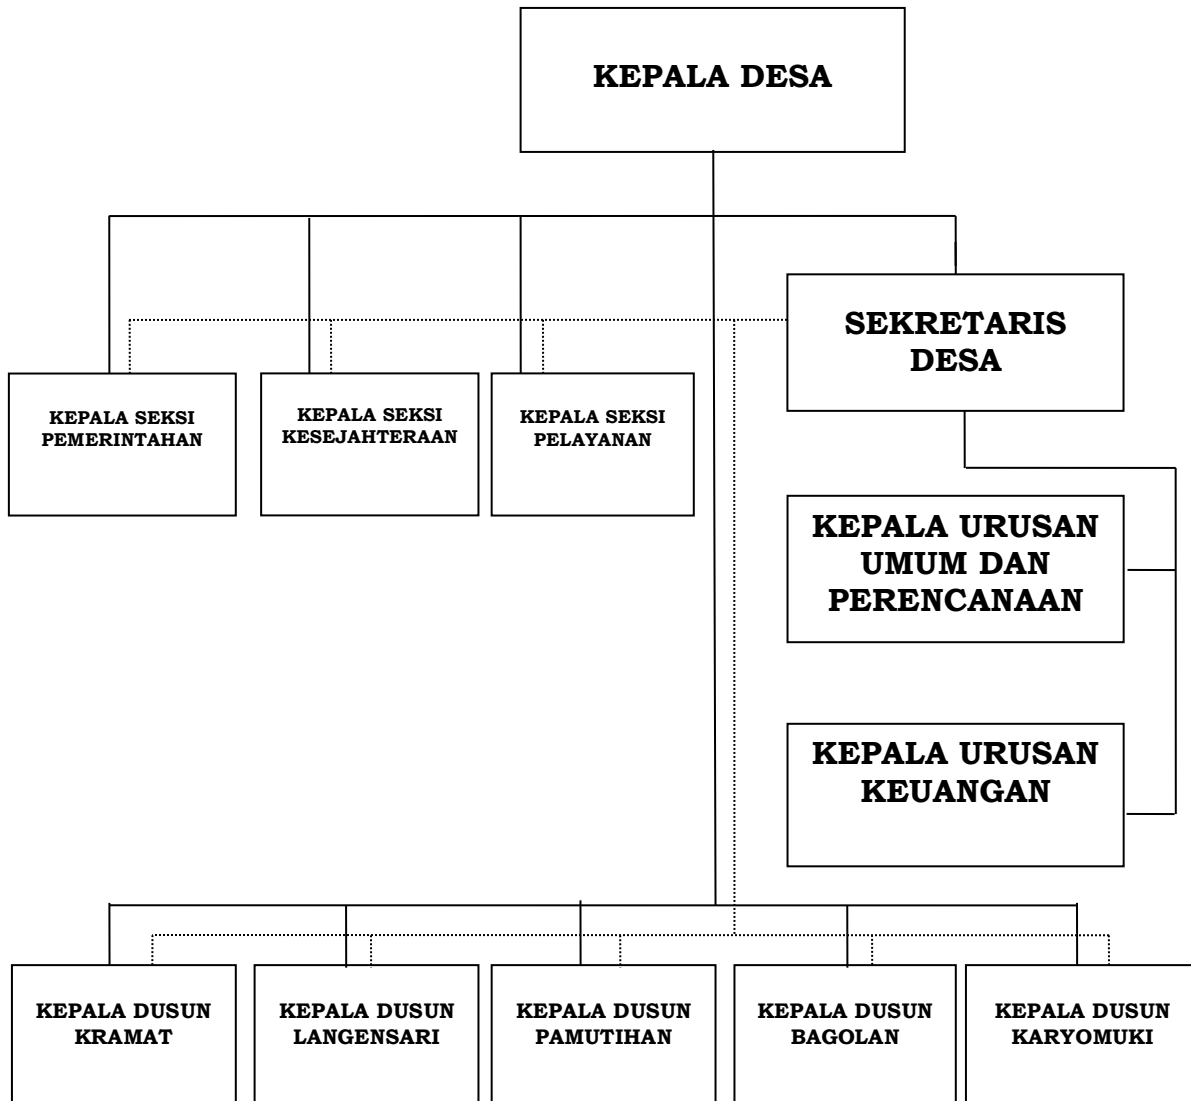 KEPALA DESA
SEKRETARIS
DESA
KEPALA SEKSI
PEMERINTAHAN
KEPALA SEKSI
KESEJAHTERAAN
KEPALA SEKSI
PELAYANAN
KEPALA URUSAN
UMUM DAN
PERENCANAAN
KEPALA URUSAN
KEUANGAN
KEPALA DUSUN
KRAMAT
KEPALA DUSUN
LANGENSARI
KEPALA DUSUN
PAMUTIHAN
KEPALA DUSUN
BAGOLAN
KEPALA DUSUN
KARYOMUKI